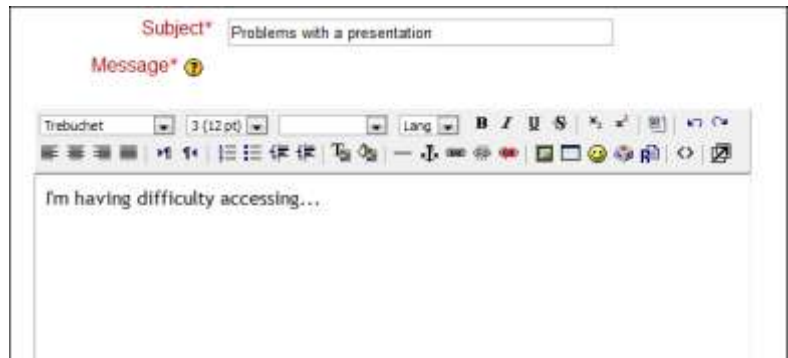 Subject* Problems with a presentation
Message*
Trebuchet 3 (12 pt) Lang B I U S
I'm having difficulty accessing...